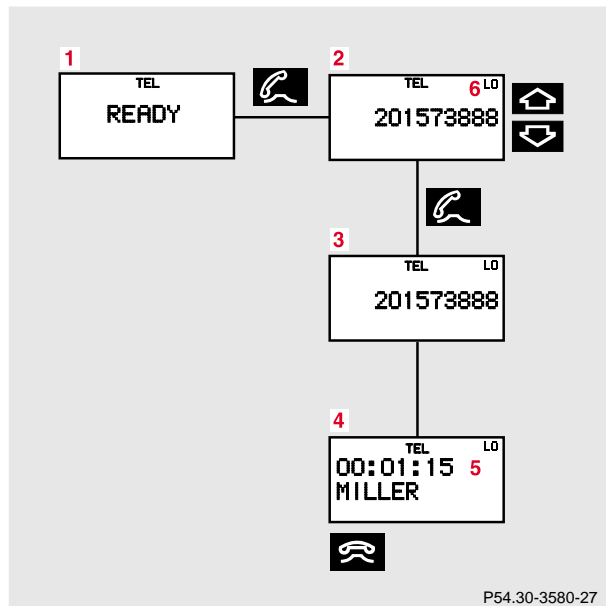 1
TEL
READY
2
TEL 6 LO
201573888
3
TEL LO
201573888
4
TEL LO
00:01:15 5
MILLER
P54.30-3580-27